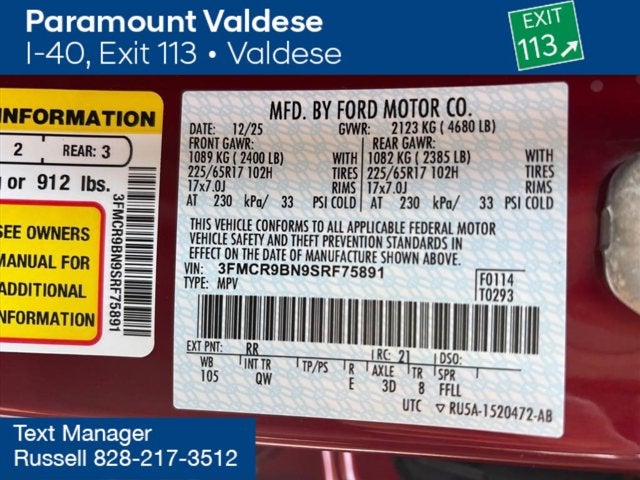 Paramount Valdese
I-40, Exit 113 • Valdese
EXIT
113
INFORMATION
2 REAR: 3
or 912 lbs.
SEE OWNERS
MANUAL FOR
ADDITIONAL
INFORMATION
3FMCR9BN9SRF75891
MFD. BY FORD MOTOR CO.
DATE: 12/25 GVWR: 2123 KG ( 4680 LB)
FRONT GAWR: REAR GAWR:
1089 KG ( 2400 LB) WITH 1082 KG ( 2385 LB) WITH
225/65R17 102H TIRES 225/65R17 102H TIRES
17x7.0J RIMS 17x7.0J RIMS
AT 230 kPa/ 33 PSI COLD AT 230 kPa/ 33 PSI COLD
THIS VEHICLE CONFORMS TO ALL APPLICABLE FEDERAL MOTOR
VEHICLE SAFETY AND THEFT PREVENTION STANDARDS IN
EFFECT ON THE DATE OF MANUFACTURE SHOWN ABOVE.
VIN: 3FMCR9BN9SRF75891
TYPE: MPV
F0114
T0293
EXT PNT: RR RC: 21 DSO:
WB INT TR TP/PS R AXLE TR SPR
105 QW E 3D 8 FFLL
UTC ▽ RU5A-1520472-AB
Text Manager
Russell 828-217-3512